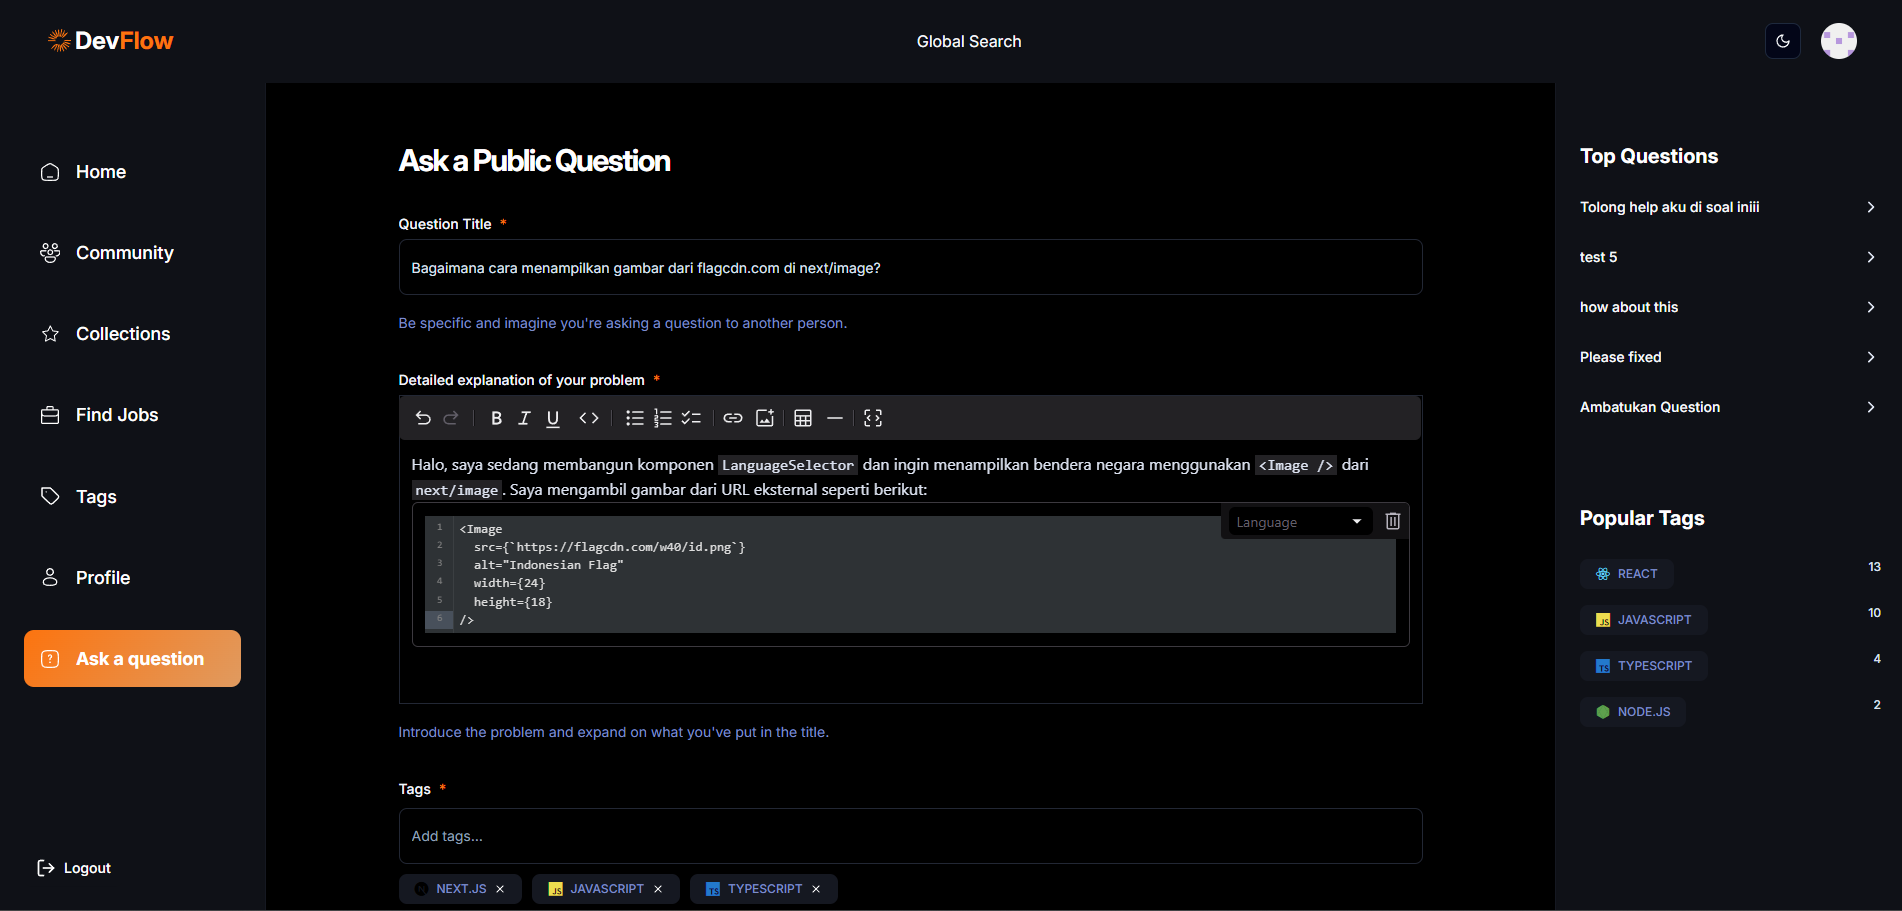 DevFlow
Global Search
Home
Community
Collections
Find Jobs
Tags
Profile
Ask a question
Logout
Ask a Public Question
Question Title *
Bagaimana cara menampilkan gambar dari flagcdn.com di next/image?
Be specific and imagine you're asking a question to another person.
Detailed explanation of your problem *
B I U
Halo, saya sedang membangun komponen LanguageSelector dan ingin menampilkan bendera negara menggunakan <Image /> dari
next/image. Saya mengambil gambar dari URL eksternal seperti berikut:
Language
1 <Image
2 src={`https://flagcdn.com/w40/id.png`}
3 alt="Indonesian Flag"
4 width={24}
5 height={18}
6 />
Introduce the problem and expand on what you've put in the title.
Tags *
Add tags...
NEXT.JS
JS JAVASCRIPT
TS TYPESCRIPT
Top Questions
Tolong help aku di soal iniii
test 5
how about this
Please fixed
Ambatukan Question
Popular Tags
REACT 13
JS JAVASCRIPT 10
TS TYPESCRIPT 4
NODE.JS 2